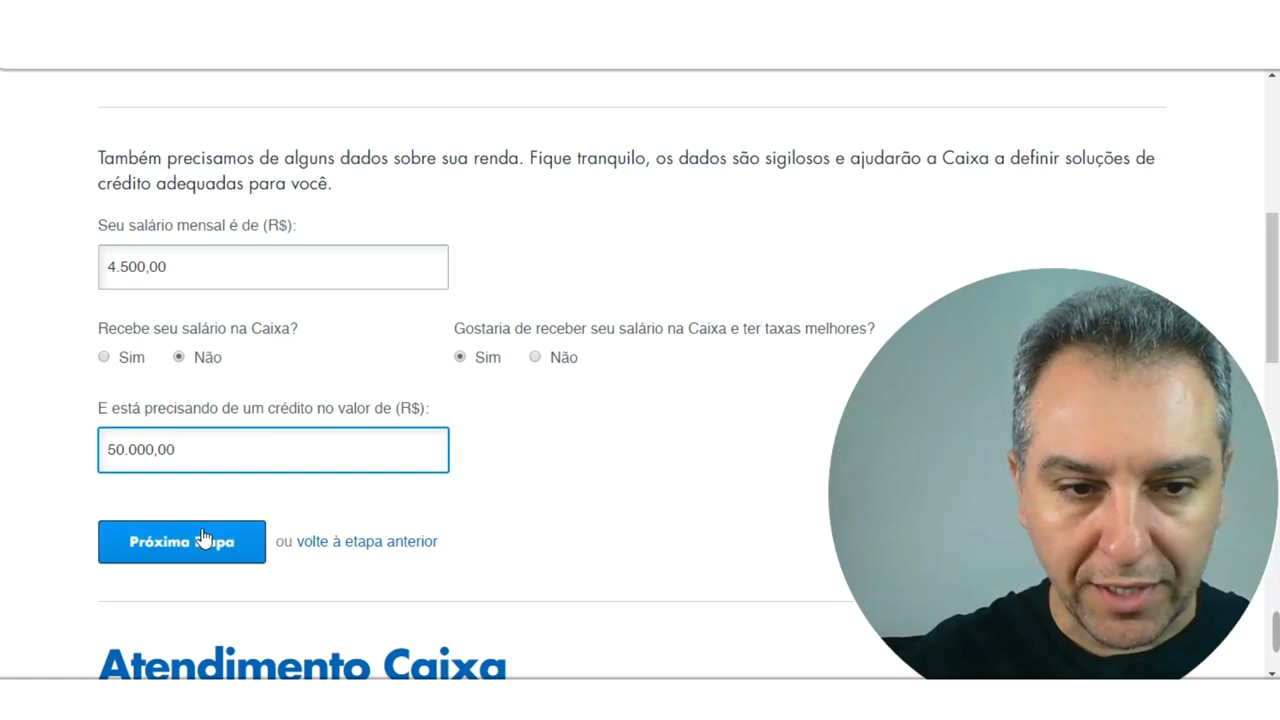 Também precisamos de alguns dados sobre sua renda. Fique tranquilo, os dados são sigilosos e ajudarão a Caixa a definir soluções de
crédito adequadas para você.
Seu salário mensal é de (R$):
4.500,00
Recebe seu salário na Caixa? Gostaria de receber seu salário na Caixa e ter taxas melhores?
Sim Não Sim Não
E está precisando de um crédito no valor de (R$):
50.000,00
Próxima Etapa ou volte à etapa anterior
Atendimento Caixa